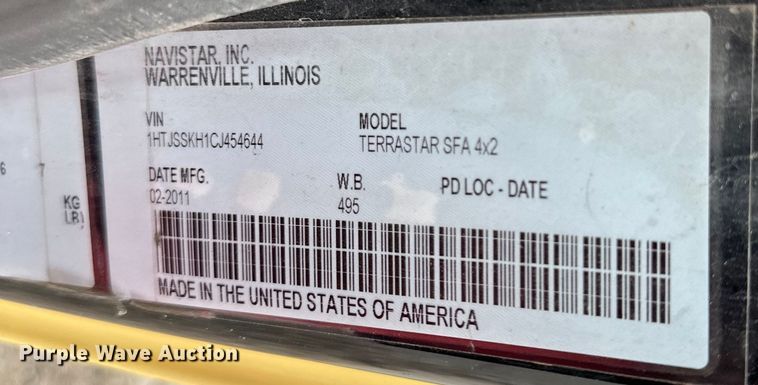 NAVISTAR, INC.
WARRENVILLE, ILLINOIS
VIN MODEL
1HTJSSKH1CJ454644 TERRASTAR SFA 4x2
DATE MFG. W.B. PD LOC - DATE
02-2011 495
6
KG
LB)
MADE IN THE UNITED STATES OF AMERICA
Purple Wave Auction